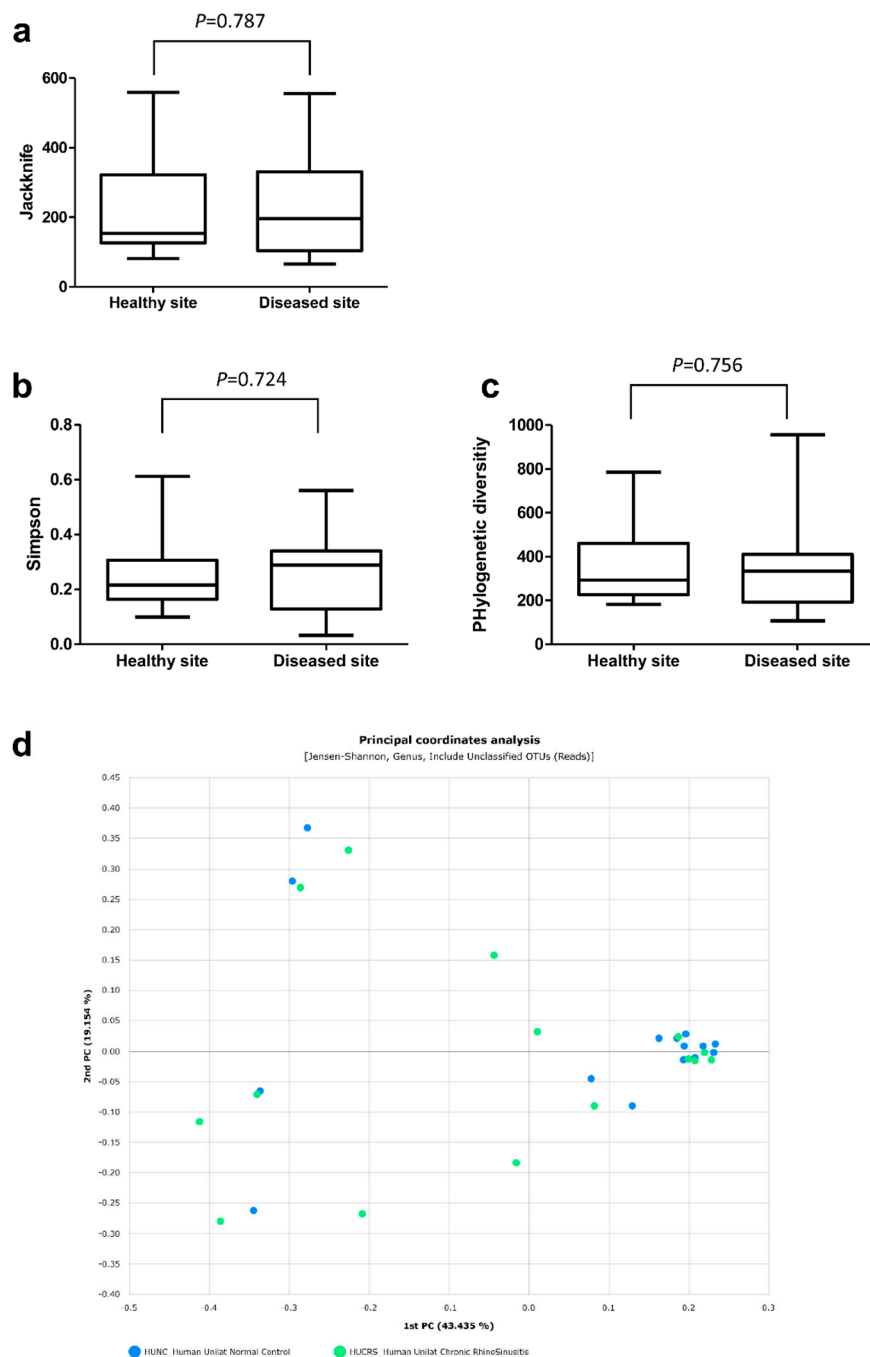 a
P=0.787
600
400
200
0
Jackknife
Healthy site
Diseased site
b
P=0.724
0.8
0.6
0.4
0.2
0.0
Simpson
Healthy site
Diseased site
c
P=0.756
1000
800
600
400
200
0
PHylogenetic diversitiy
Healthy site
Diseased site
d
Principal coordinates analysis
[Jensen-Shannon, Genus, Include Unclassified OTUs (Reads)]
0.45
0.40
0.35
0.30
0.25
0.20
0.15
0.10
0.05
0.00
-0.05
-0.10
-0.15
-0.20
-0.25
-0.30
-0.35
-0.40
2nd PC (19.154 %)
-0.5 -0.4 -0.3 -0.2 -0.1 0.0 0.1 0.2 0.3
1st PC (43.435 %)
HUNC Human Unilat Normal Control HUCRS Human Unilat Chronic RhinoSinusitis